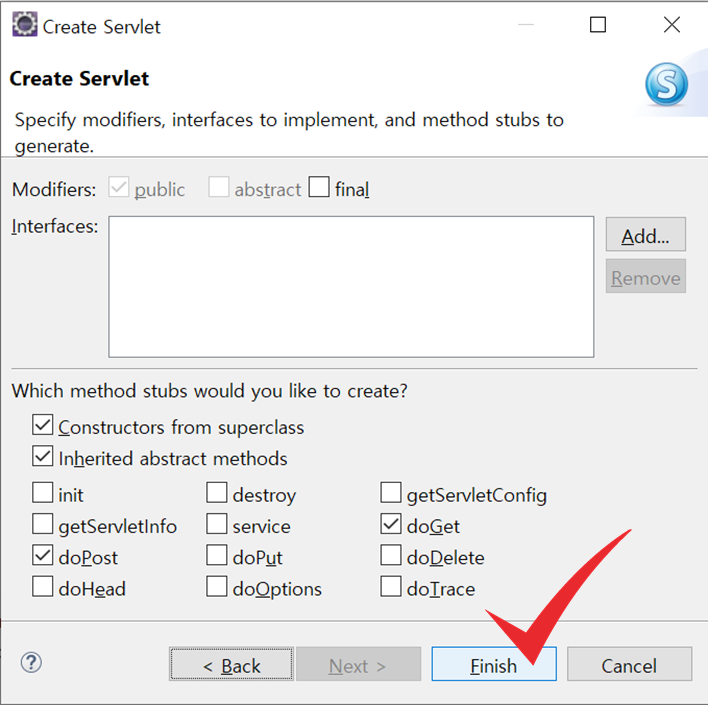 Create Servlet
Create Servlet
Specify modifiers, interfaces to implement, and method stubs to
generate.
Modifiers: public abstract final
Interfaces:
Add...
Remove
Which method stubs would you like to create?
Constructors from superclass
Inherited abstract methods
init destroy getServletConfig
getServletInfo service doGet
doPost doPut doDelete
doHead doOptions doTrace
? < Back Next > Finish Cancel